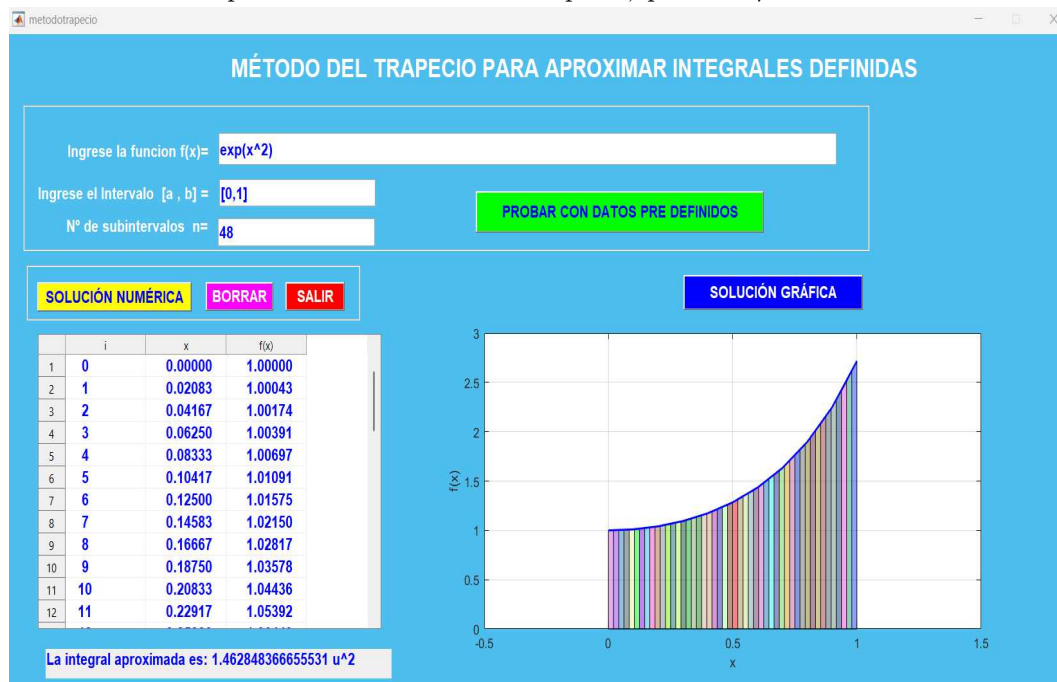 metodotrapecio
MÉTODO DEL TRAPECIO PARA APROXIMAR INTEGRALES DEFINIDAS
Ingrese la funcion f(x)= exp(x^2)
Ingrese el Intervalo [a , b] = [0,1]
Nº de subintervalos n= 48
PROBAR CON DATOS PRE DEFINIDOS
SOLUCIÓN NUMÉRICA BORRAR SALIR
SOLUCIÓN GRÁFICA
i x f(x)
1 0 0.00000 1.00000
2 1 0.02083 1.00043
3 2 0.04167 1.00174
4 3 0.06250 1.00391
5 4 0.08333 1.00697
6 5 0.10417 1.01091
7 6 0.12500 1.01575
8 7 0.14583 1.02150
9 8 0.16667 1.02817
10 9 0.18750 1.03578
11 10 0.20833 1.04436
12 11 0.22917 1.05392
La integral aproximada es: 1.462848366655531 u^2
3
2.5
2
1.5
1
0.5
0
f(x)
-0.5 0 0.5 1 1.5
x